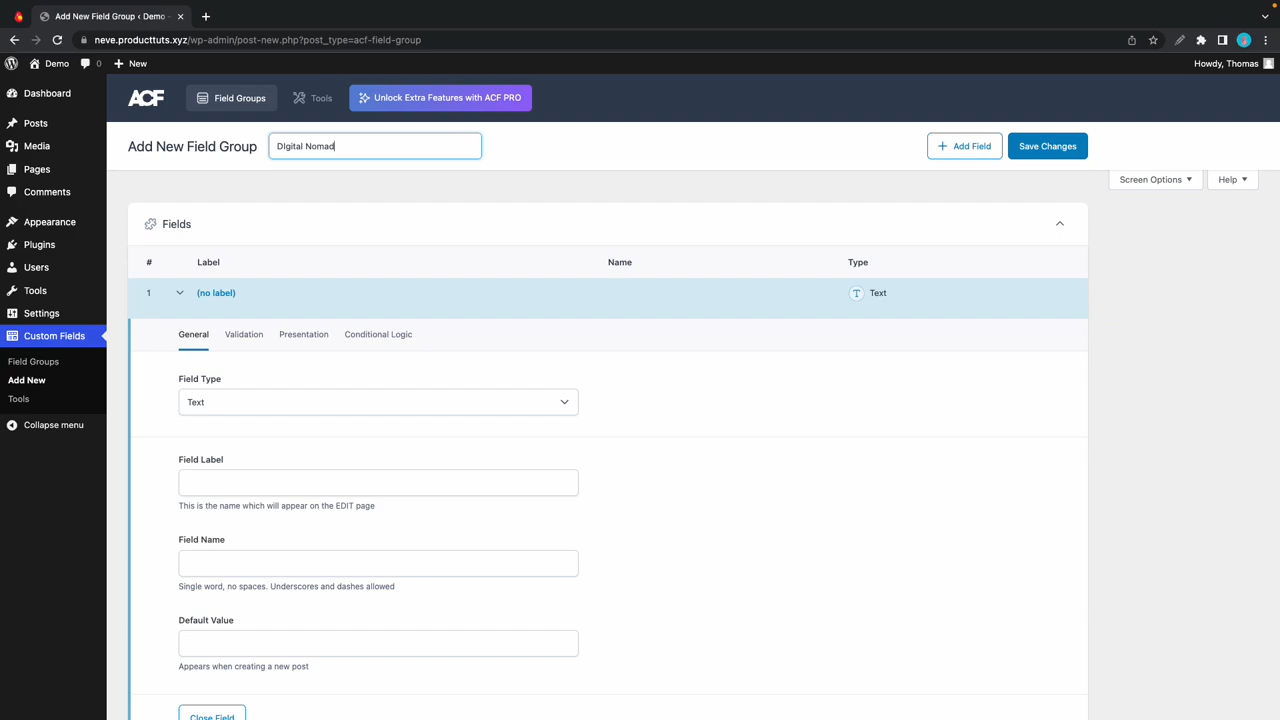 Add New Field Group ‹ Demo -
neve.producttuts.xyz/wp-admin/post-new.php?post_type=acf-field-group
Demo 0 New Howdy, Thomas
Dashboard
Posts
Media
Pages
Comments
Appearance
Plugins
Users
Tools
Settings
Custom Fields
Field Groups
Add New
Tools
Collapse menu
ACF Field Groups Tools Unlock Extra Features with ACF PRO
Add New Field Group DIgital Nomad Add Field Save Changes
Screen Options Help
Fields
# Label Name Type
1 (no label) Text
General Validation Presentation Conditional Logic
Field Type
Text
Field Label
This is the name which will appear on the EDIT page
Field Name
Single word, no spaces. Underscores and dashes allowed
Default Value
Appears when creating a new post
Close Field